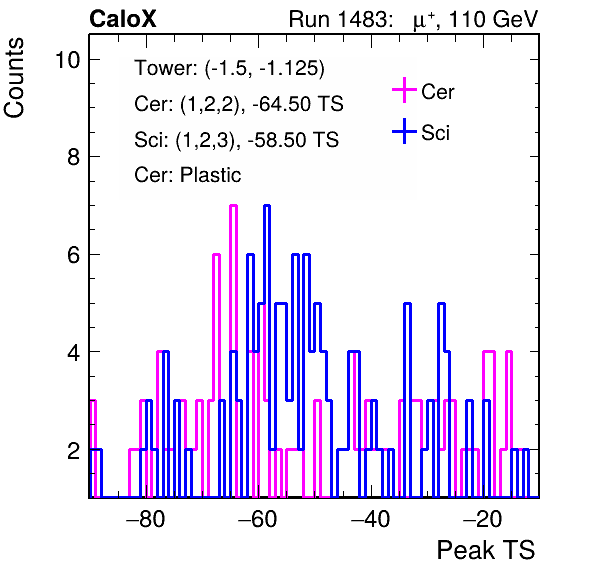 CaloX Run 1483: μ⁺, 110 GeV
Counts
Tower: (-1.5, -1.125)
Cer: (1,2,2), -64.50 TS
Sci: (1,2,3), -58.50 TS
Cer: Plastic
Cer
Sci
10
8
6
4
2
−80 −60 −40 −20
Peak TS